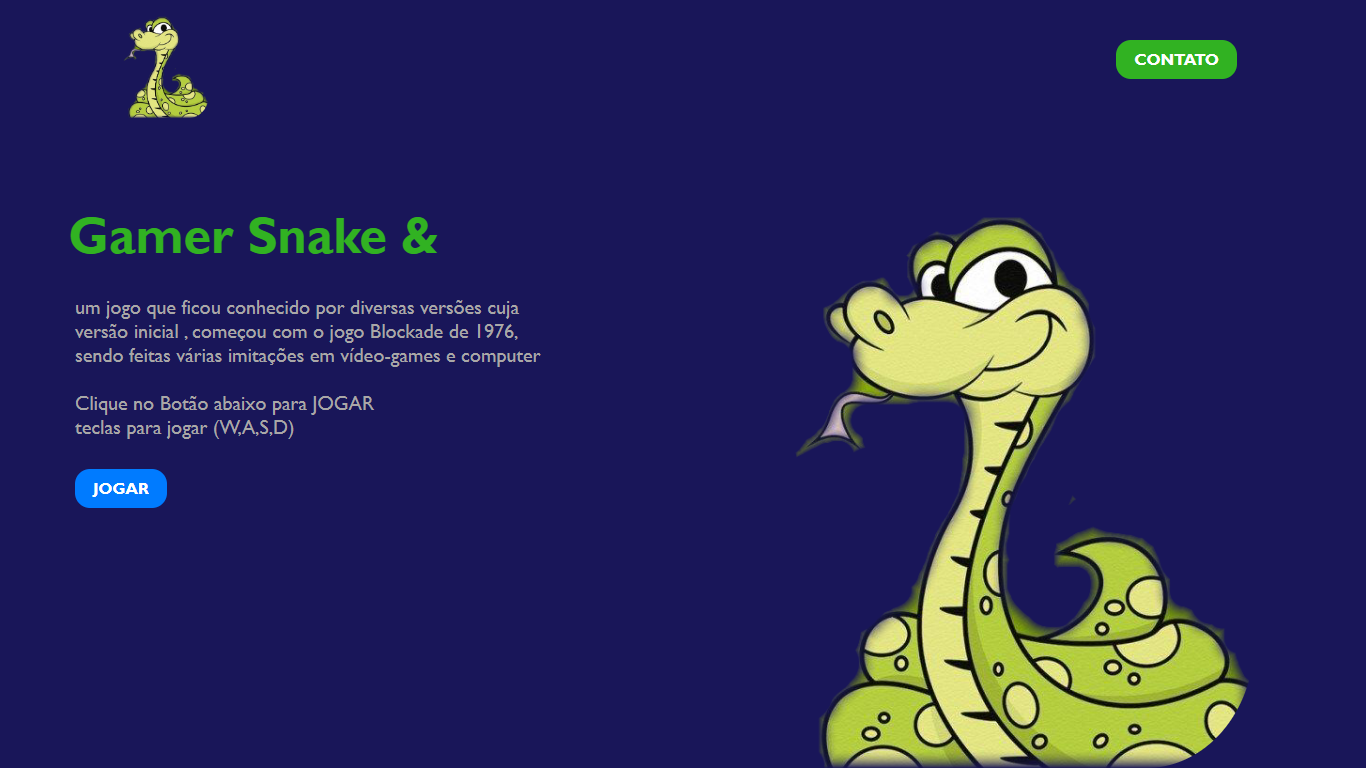 CONTATO
Gamer Snake &
um jogo que ficou conhecido por diversas versões cuja
versão inicial , começou com o jogo Blockade de 1976,
sendo feitas várias imitações em vídeo-games e computer
Clique no Botão abaixo para JOGAR
teclas para jogar (W,A,S,D)
JOGAR